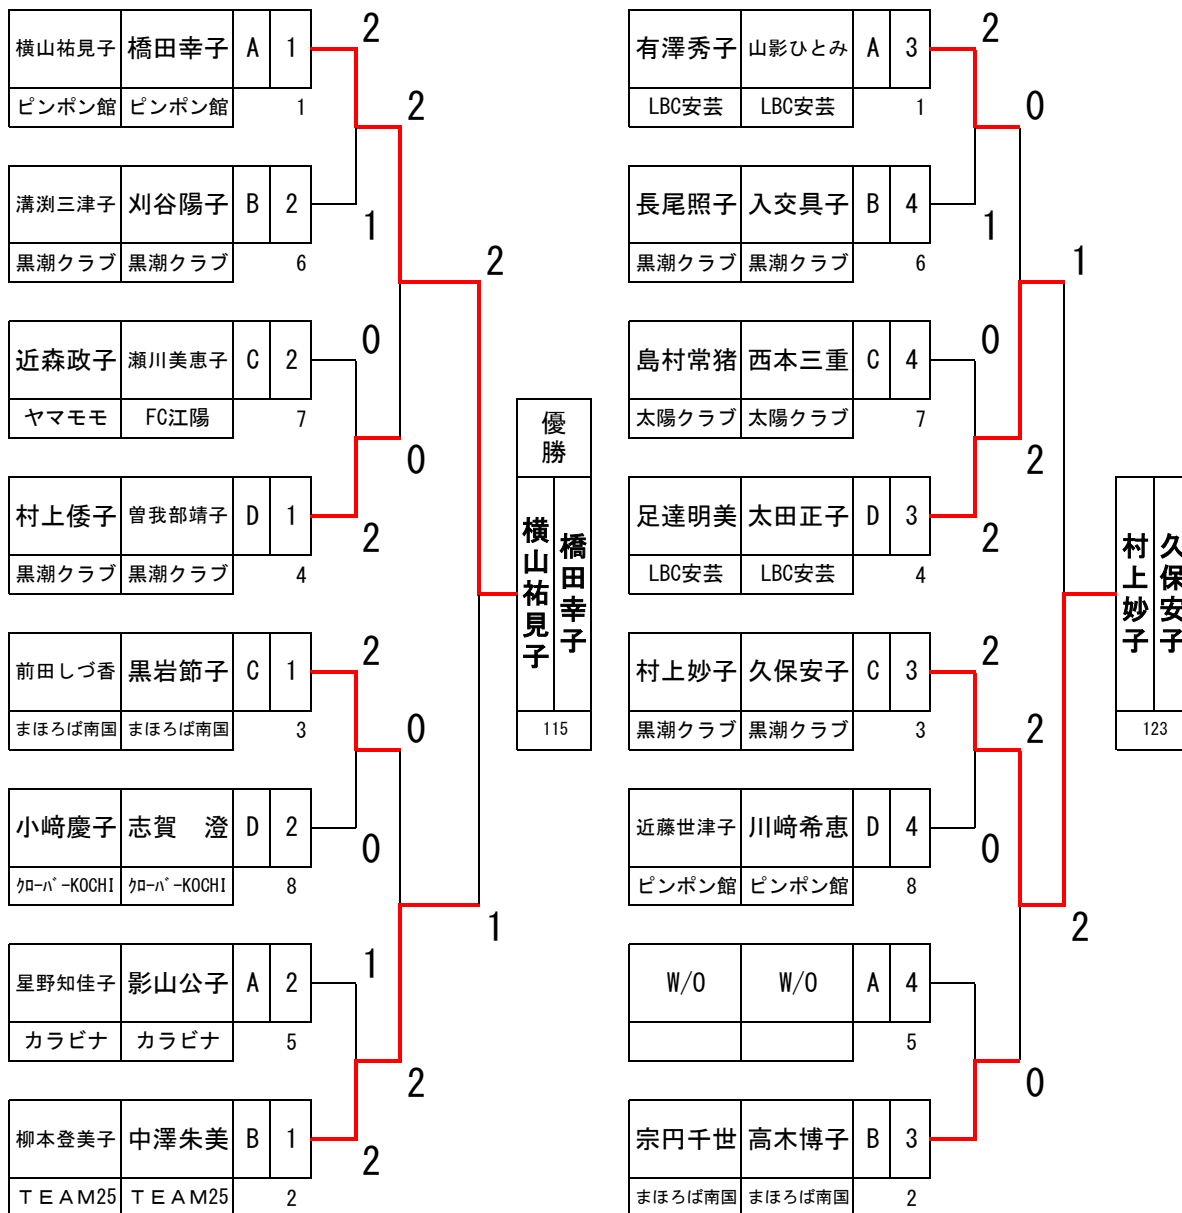 横山祐見子 橋田幸子 A 1
ピンポン館 ピンポン館 1
2
2
溝渕三津子 刈谷陽子 B 2
黒潮クラブ 黒潮クラブ 6
1
2
近森政子 瀬川美恵子 C 2
ヤマモモ FC江陽 7
0
0
村上倭子 曽我部靖子 D 1
黒潮クラブ 黒潮クラブ 4
2
前田しづ香 黒岩節子 C 1
まほろば南国 まほろば南国 3
2
0
小﨑慶子 志賀 澄 D 2
クローバーKOCHI クローバーKOCHI 8
0
1
星野知佳子 影山公子 A 2
カラビナ カラビナ 5
1
2
柳本登美子 中澤朱美 B 1
TEAM25 TEAM25 2
2
優勝
横山祐見子
橋田幸子
115
有澤秀子 山影ひとみ A 3
LBC安芸 LBC安芸 1
2
0
長尾照子 入交具子 B 4
黒潮クラブ 黒潮クラブ 6
1
1
島村常猪 西本三重 C 4
太陽クラブ 太陽クラブ 7
0
2
足達明美 太田正子 D 3
LBC安芸 LBC安芸 4
2
村上妙子 久保安子 C 3
黒潮クラブ 黒潮クラブ 3
2
2
近藤世津子 川﨑希恵 D 4
ピンポン館 ピンポン館 8
0
2
W/O W/O A 4
5
0
宗円千世 高木博子 B 3
まほろば南国 まほろば南国 2
村上妙子
久保安子
123